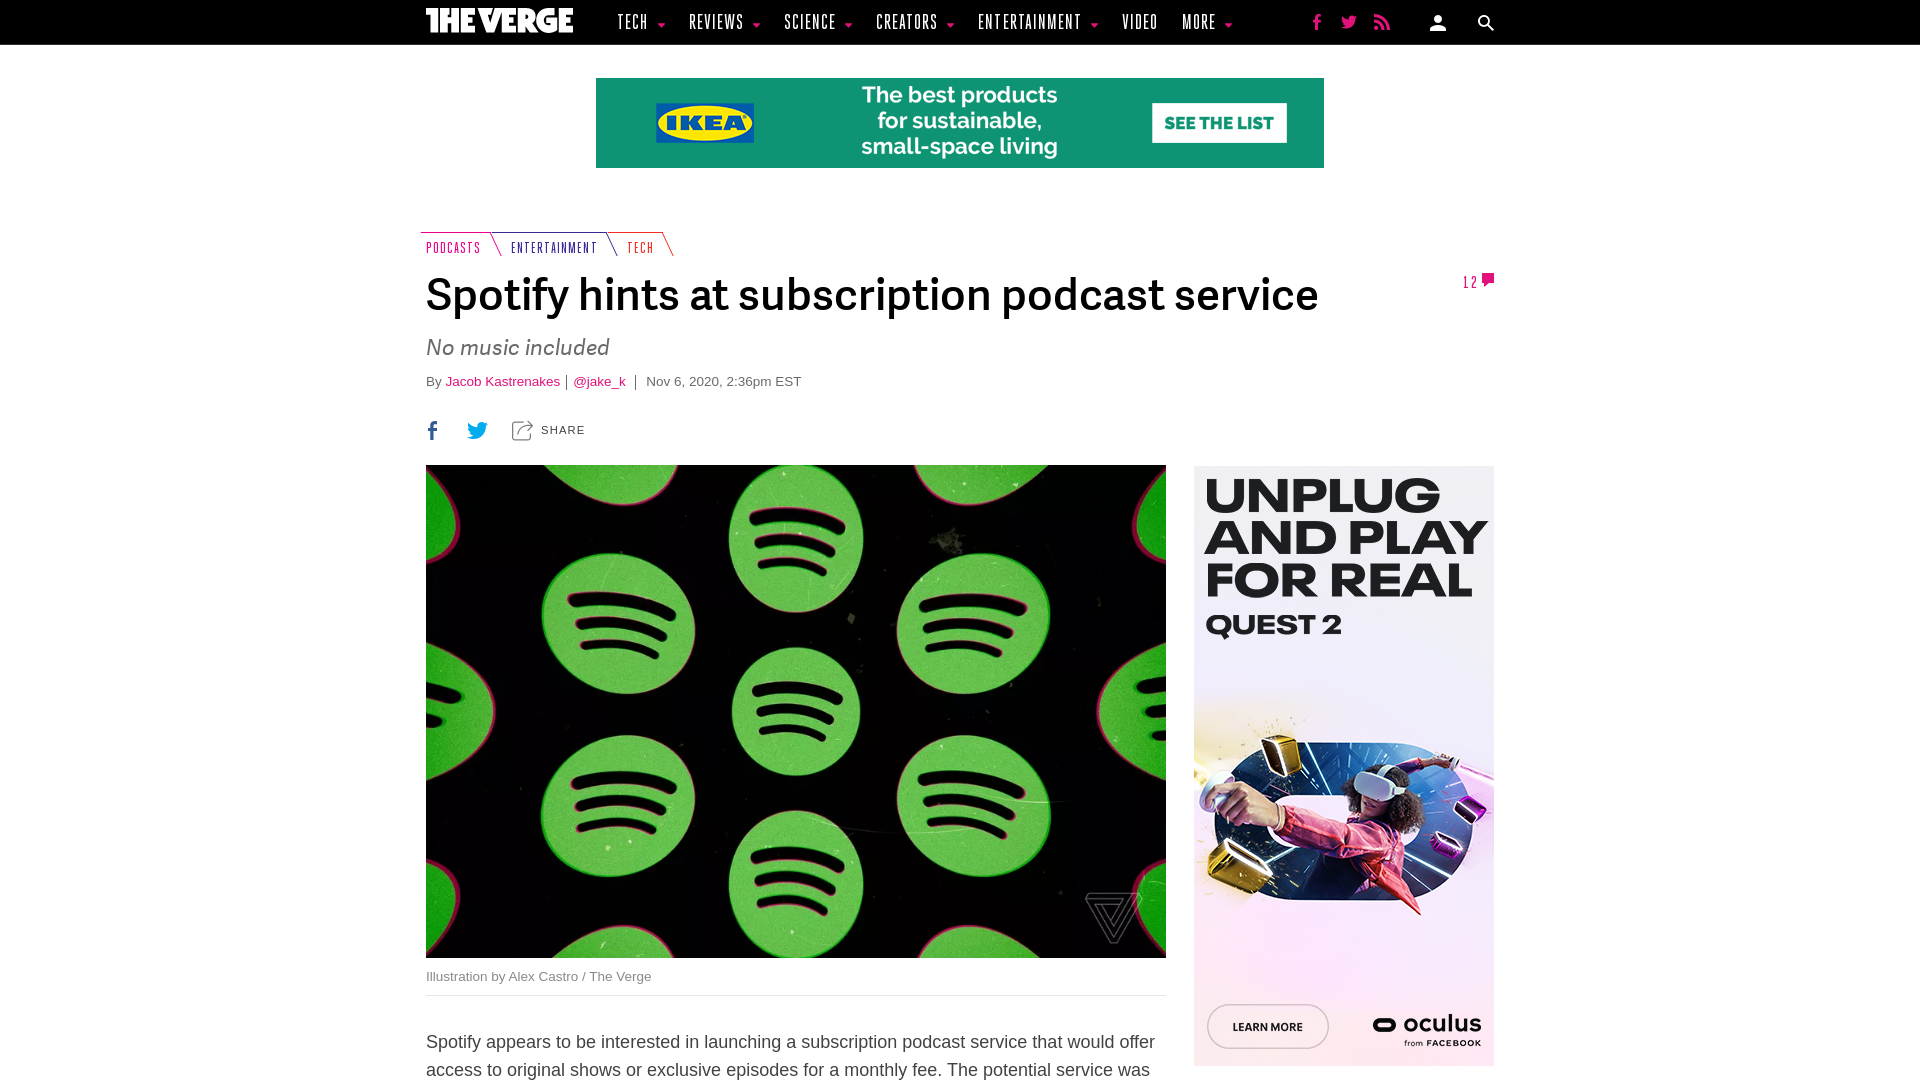 THE VERGE
TECH REVIEWS SCIENCE CREATORS ENTERTAINMENT VIDEO MORE
IKEA
The best products
for sustainable,
small-space living
SEE THE LIST
PODCASTS ENTERTAINMENT TECH
Spotify hints at subscription podcast service
12
No music included
By Jacob Kastrenakes | @jake_k | Nov 6, 2020, 2:36pm EST
SHARE
UNPLUG
AND PLAY
FOR REAL
QUEST 2
LEARN MORE
oculus
from FACEBOOK
Illustration by Alex Castro / The Verge
Spotify appears to be interested in launching a subscription podcast service that would offer
access to original shows or exclusive episodes for a monthly fee. The potential service was